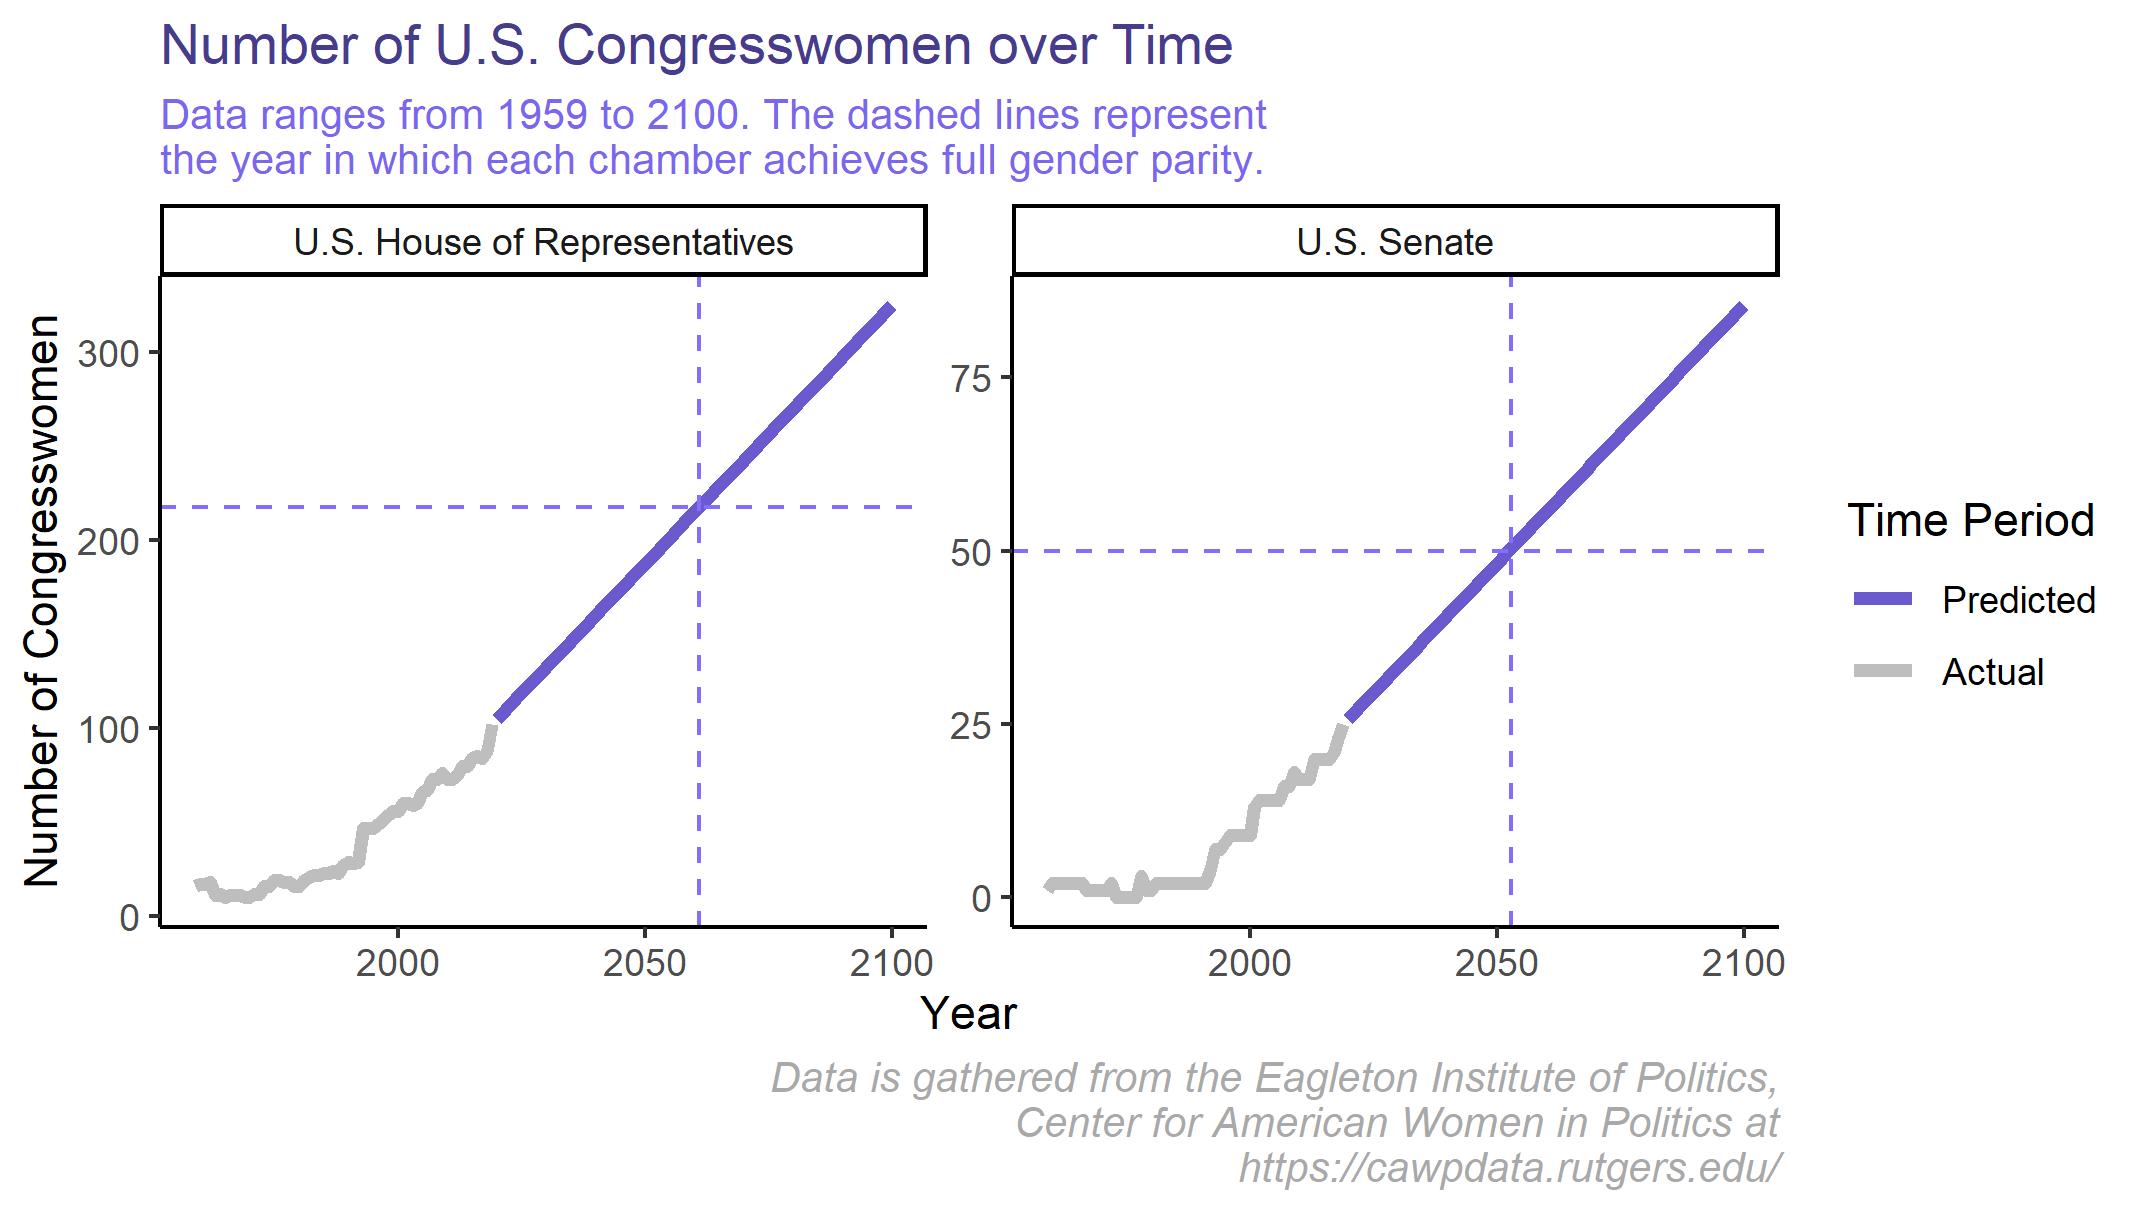 Number of U.S. Congresswomen over Time
Data ranges from 1959 to 2100. The dashed lines represent
the year in which each chamber achieves full gender parity.
U.S. House of Representatives
U.S. Senate
Number of Congresswomen
300
200
100
0
75
50
25
0
2000
2050
2100
2000
2050
2100
Year
Time Period
Predicted
Actual
Data is gathered from the Eagleton Institute of Politics,
Center for American Women in Politics at
https://cawpdata.rutgers.edu/